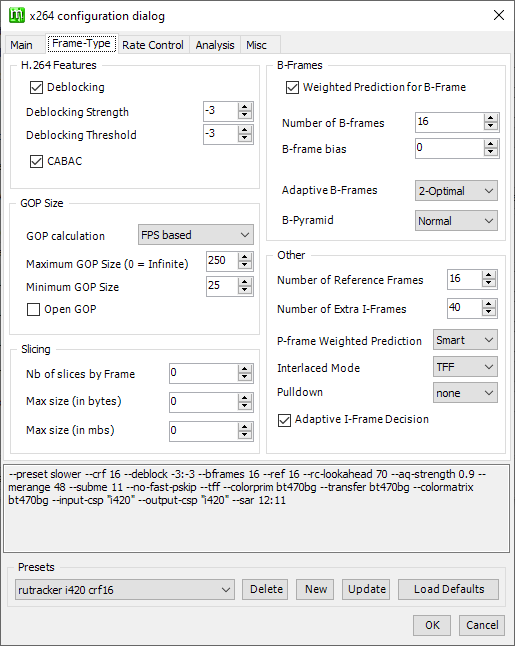 x264 configuration dialog
Main
Frame-Type
Rate Control
Analysis
Misc
H.264 Features
Deblocking
Deblocking Strength -3
Deblocking Threshold -3
CABAC
GOP Size
GOP calculation FPS based
Maximum GOP Size (0 = Infinite) 250
Minimum GOP Size 25
Open GOP
Slicing
Nb of slices by Frame 0
Max size (in bytes) 0
Max size (in mbs) 0
B-Frames
Weighted Prediction for B-Frame
Number of B-frames 16
B-frame bias 0
Adaptive B-Frames 2-Optimal
B-Pyramid Normal
Other
Number of Reference Frames 16
Number of Extra I-Frames 40
P-frame Weighted Prediction Smart
Interlaced Mode TFF
Pulldown none
Adaptive I-Frame Decision
--preset slower --crf 16 --deblock -3:-3 --bframes 16 --ref 16 --rc-lookahead 70 --aq-strength 0.9 --
merange 48 --subme 11 --no-fast-pskip --tff --colorprim bt470bg --transfer bt470bg --colormatrix
bt470bg --input-csp "i420" --output-csp "i420" --sar 12:11
Presets
rutracker i420 crf16
Delete
New
Update
Load Defaults
OK
Cancel